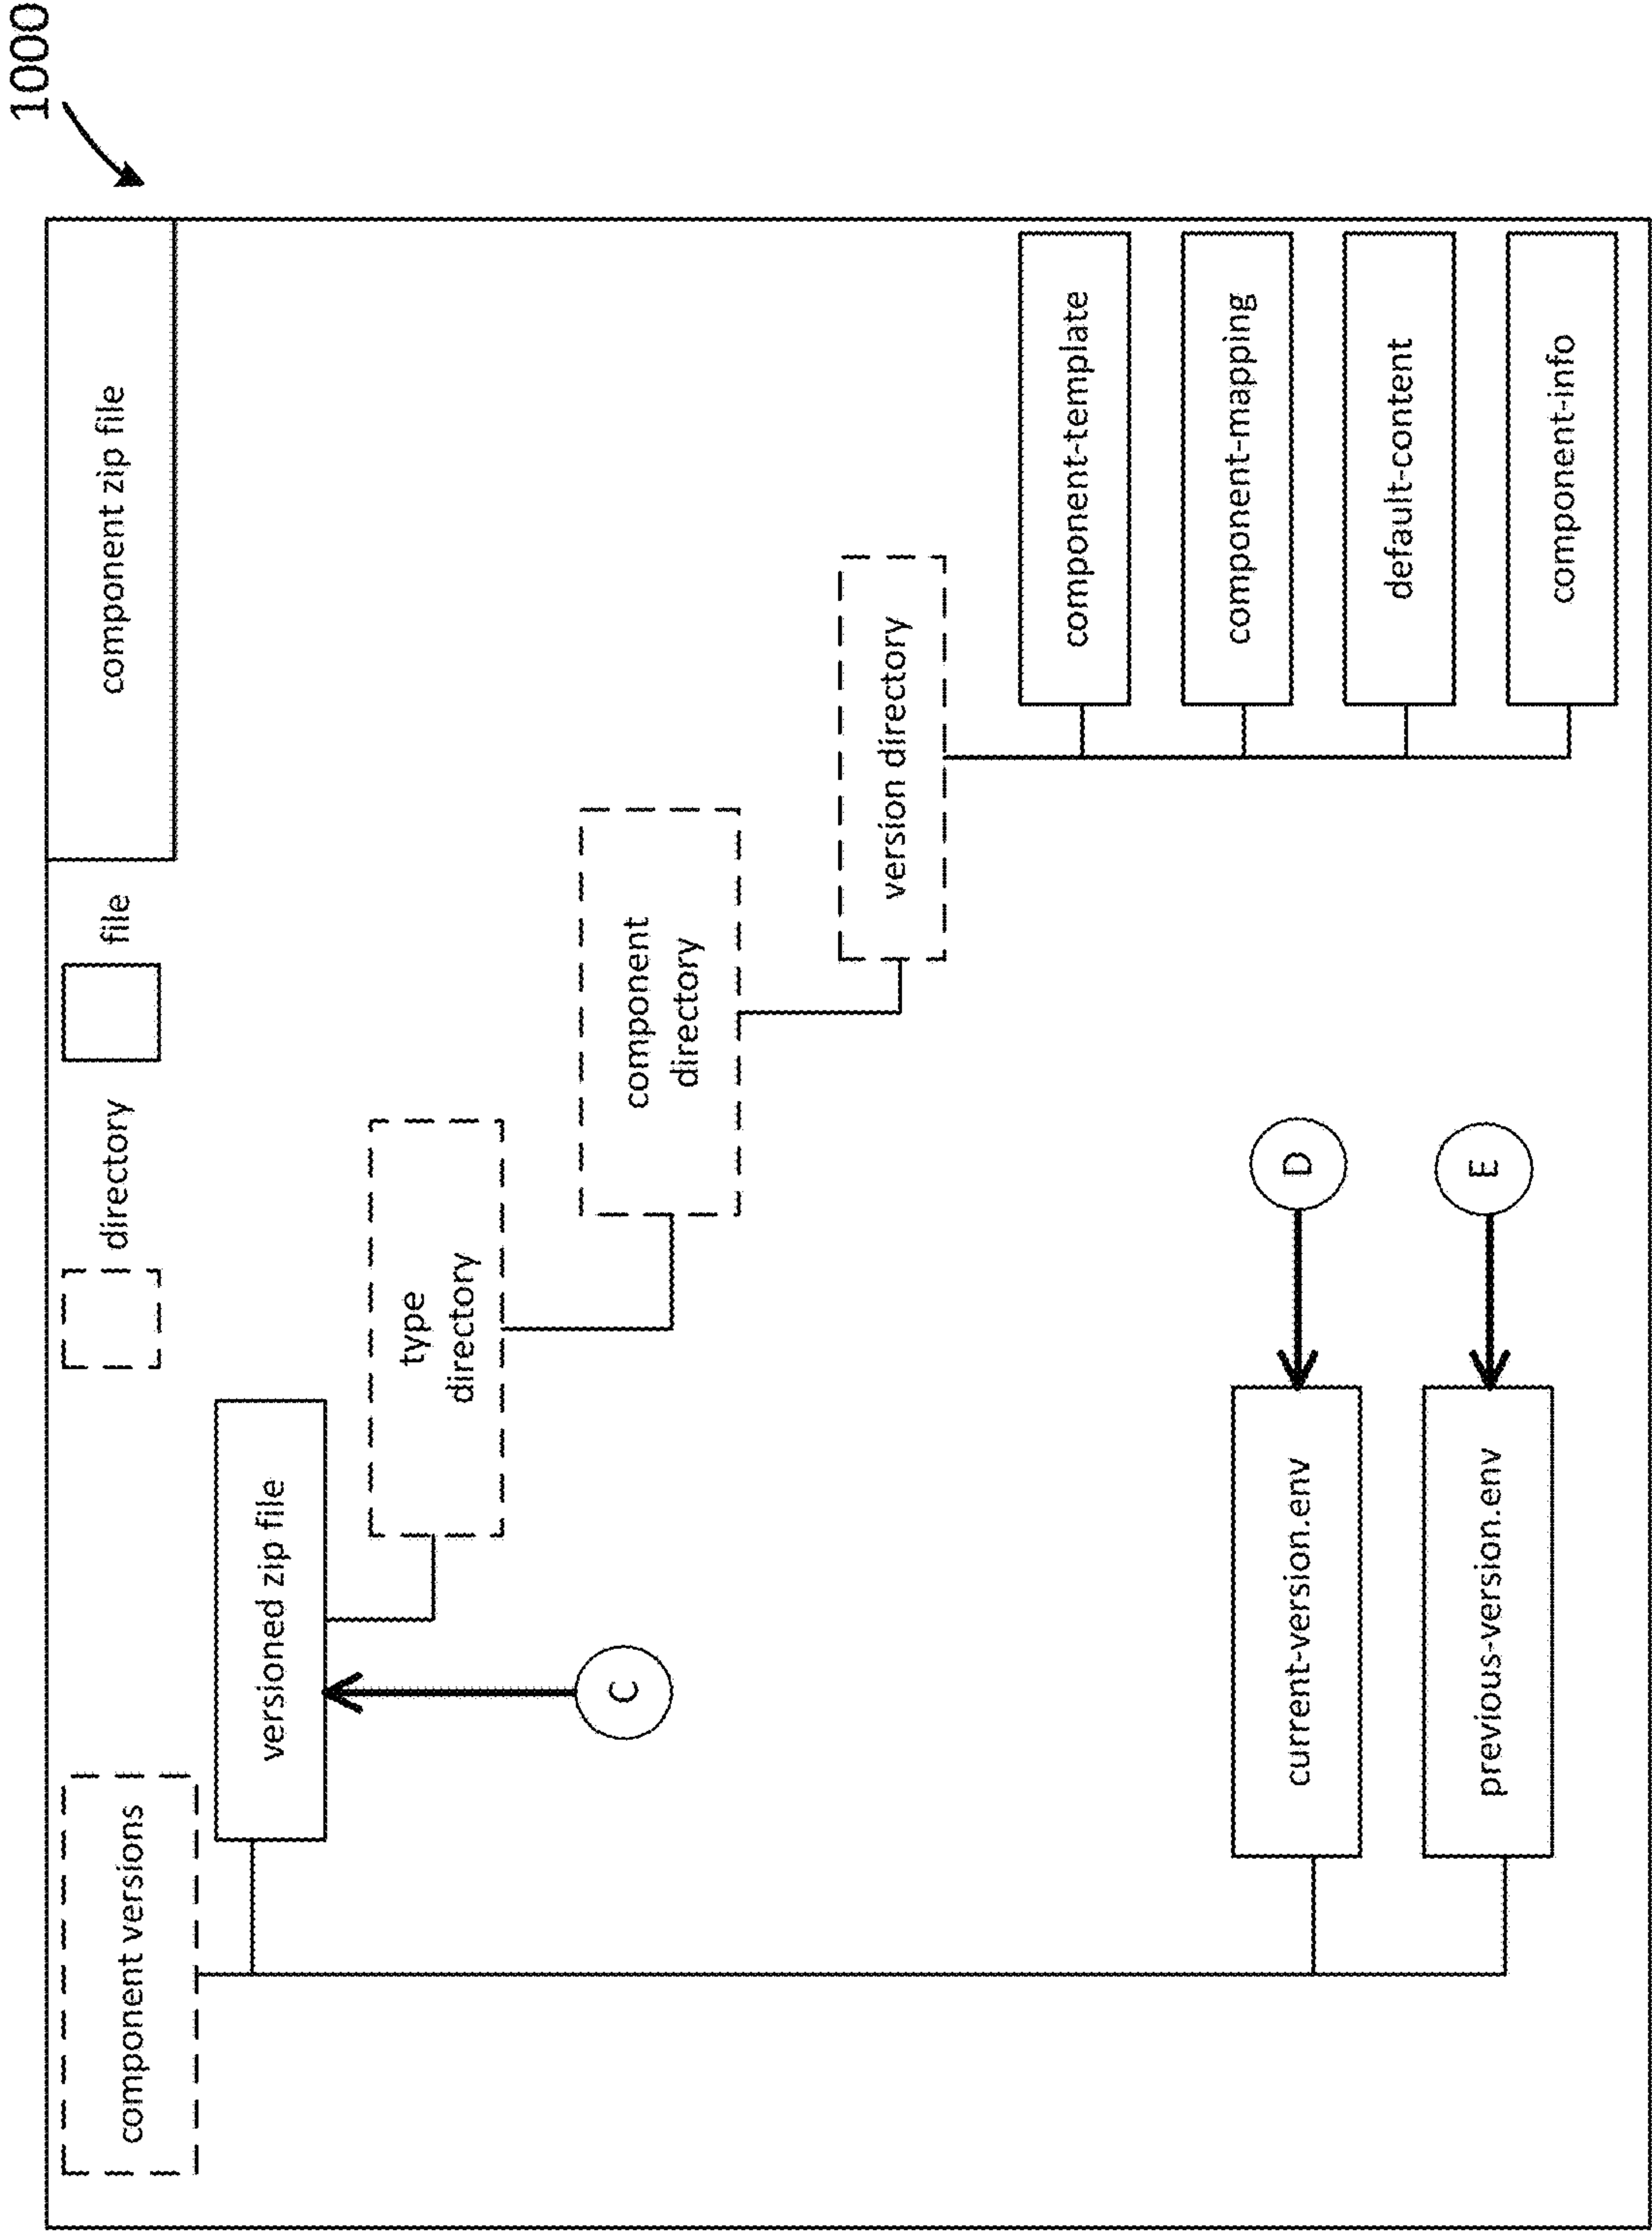 1000
component versions
directory
file
component zip file
versioned zip file
type
directory
C
component
directory
version directory
component-template
component-mapping
default-content
component-info
current-version.env
D
previous-version.env
E